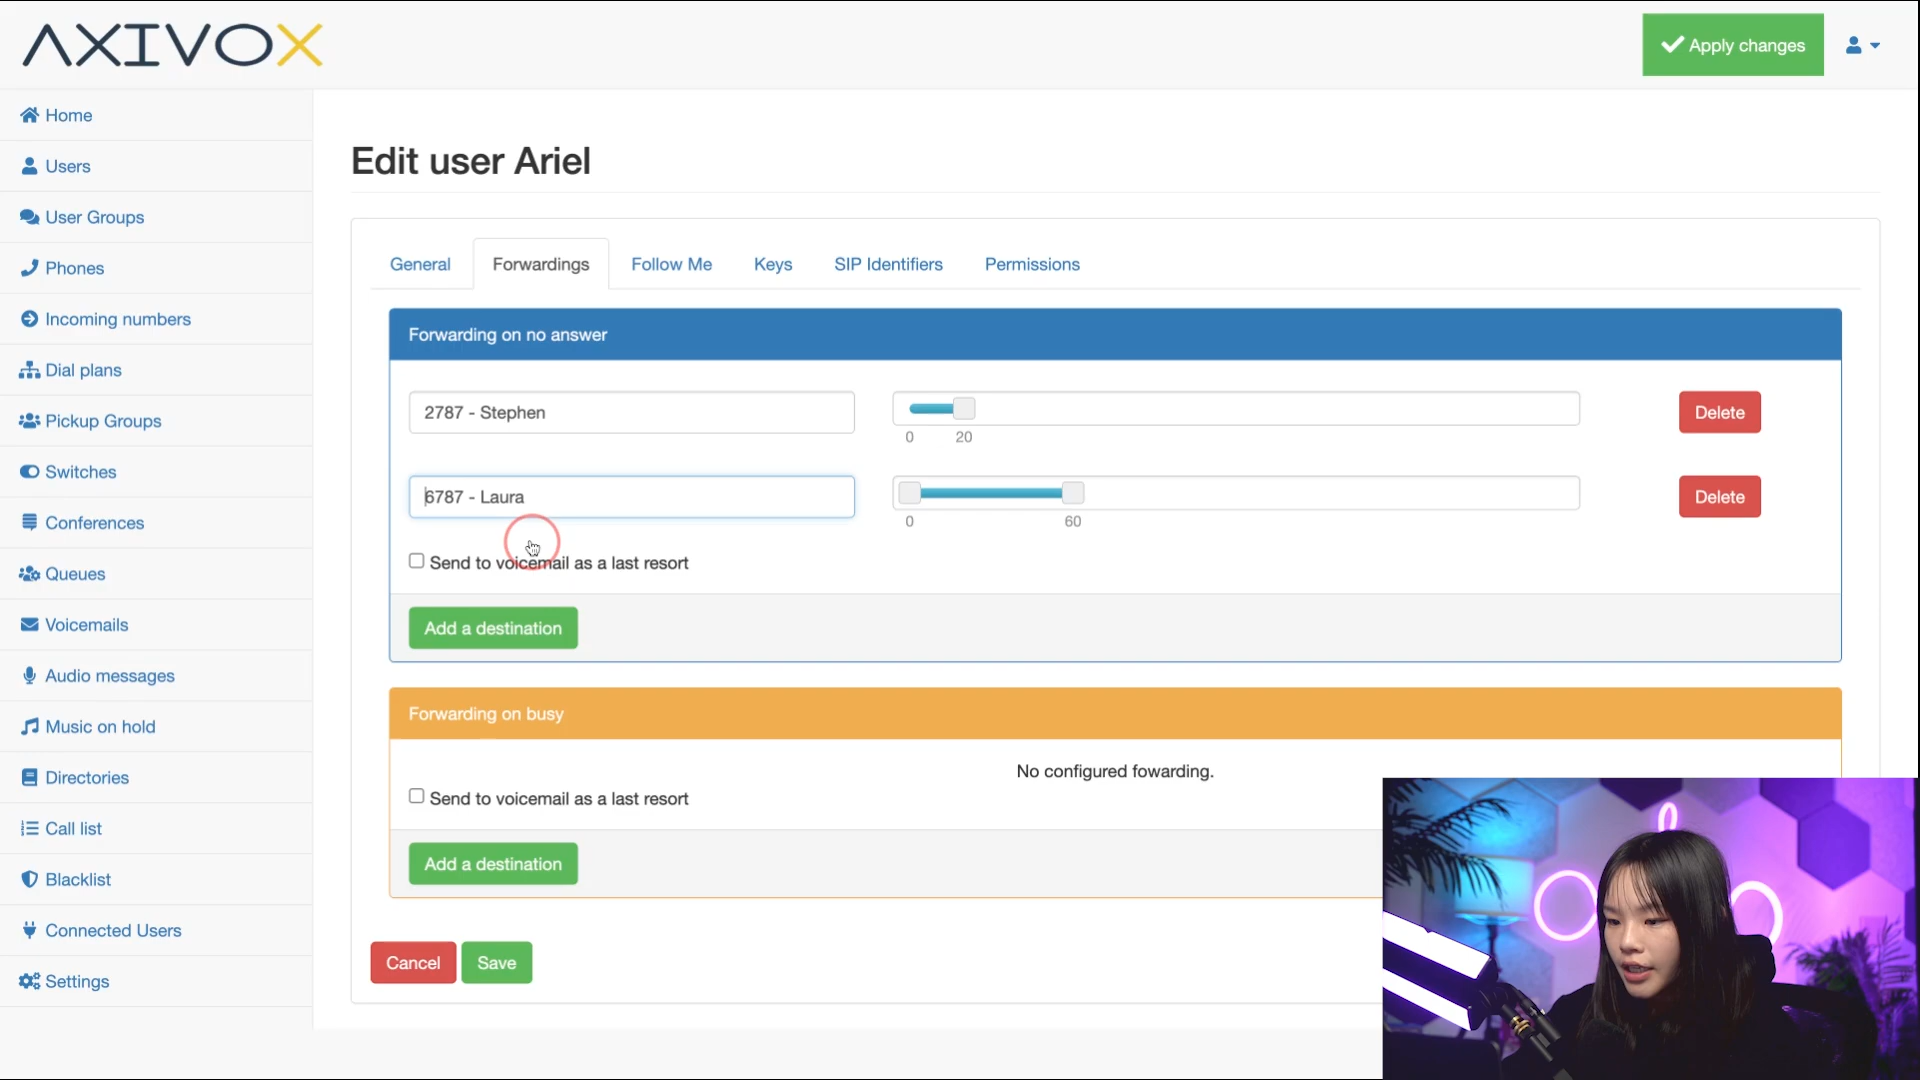 AXIVOX
Apply changes
Home
Users
User Groups
Phones
Incoming numbers
Dial plans
Pickup Groups
Switches
Conferences
Queues
Voicemails
Audio messages
Music on hold
Directories
Call list
Blacklist
Connected Users
Settings
Edit user Ariel
General Forwardings Follow Me Keys SIP Identifiers Permissions
Forwarding on no answer
2787 - Stephen
0 20
Delete
6787 - Laura
0 60
Delete
Send to voicemail as a last resort
Add a destination
Forwarding on busy
No configured fowarding.
Send to voicemail as a last resort
Add a destination
Cancel Save